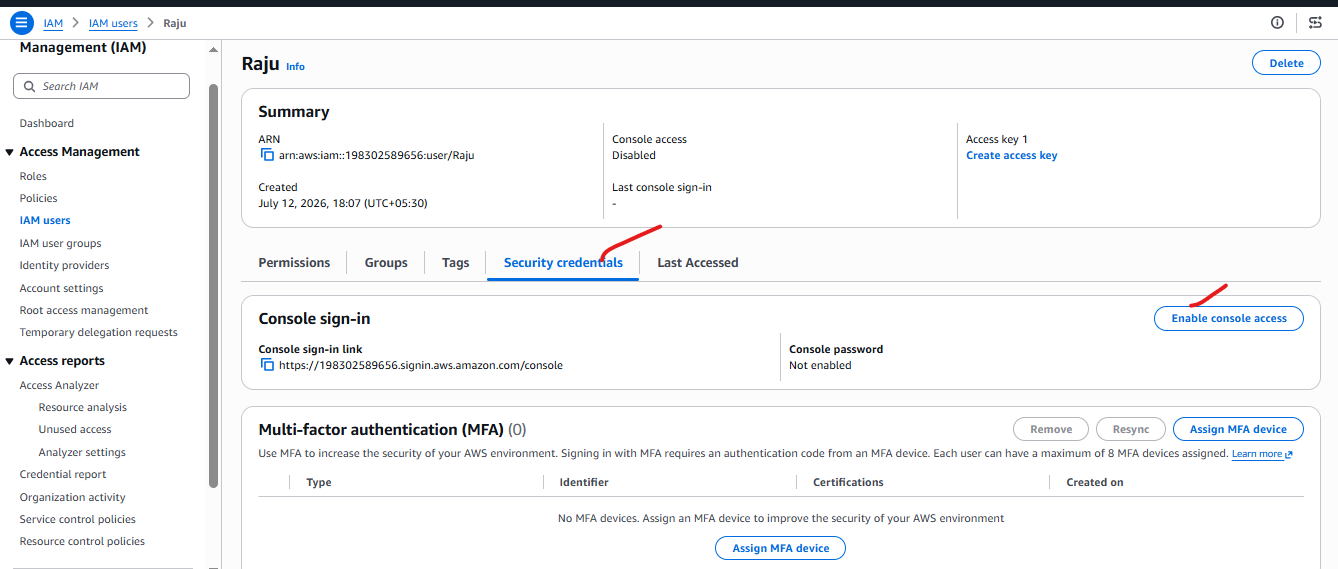 IAM > IAM users > Raju
Management (IAM)
Search IAM
Dashboard
Access Management
Roles
Policies
IAM users
IAM user groups
Identity providers
Account settings
Root access management
Temporary delegation requests
Access reports
Access Analyzer
Resource analysis
Unused access
Analyzer settings
Credential report
Organization activity
Service control policies
Resource control policies
Raju Info
Delete
Summary
ARN
arn:aws:iam::198302589656:user/Raju
Created
July 12, 2026, 18:07 (UTC+05:30)
Console access
Disabled
Last console sign-in
-
Access key 1
Create access key
Permissions Groups Tags Security credentials Last Accessed
Console sign-in
Enable console access
Console sign-in link
https://198302589656.signin.aws.amazon.com/console
Console password
Not enabled
Multi-factor authentication (MFA) (0)
Remove Resync Assign MFA device
Use MFA to increase the security of your AWS environment. Signing in with MFA requires an authentication code from an MFA device. Each user can have a maximum of 8 MFA devices assigned. Learn more
Type Identifier Certifications Created on
No MFA devices. Assign an MFA device to improve the security of your AWS environment
Assign MFA device